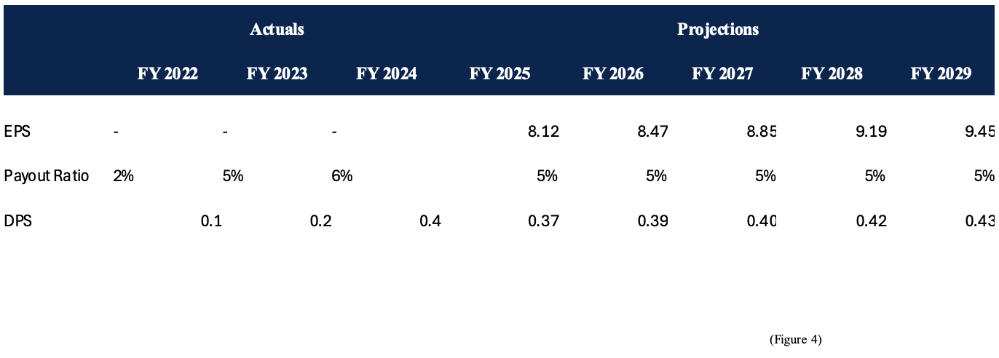 Actuals Projections
FY 2022 FY 2023 FY 2024 FY 2025 FY 2026 FY 2027 FY 2028 FY 2029
EPS - - - 8.12 8.47 8.85 9.19 9.45
Payout Ratio 2% 5% 6% 5% 5% 5% 5% 5%
DPS 0.1 0.2 0.4 0.37 0.39 0.40 0.42 0.43
(Figure 4)